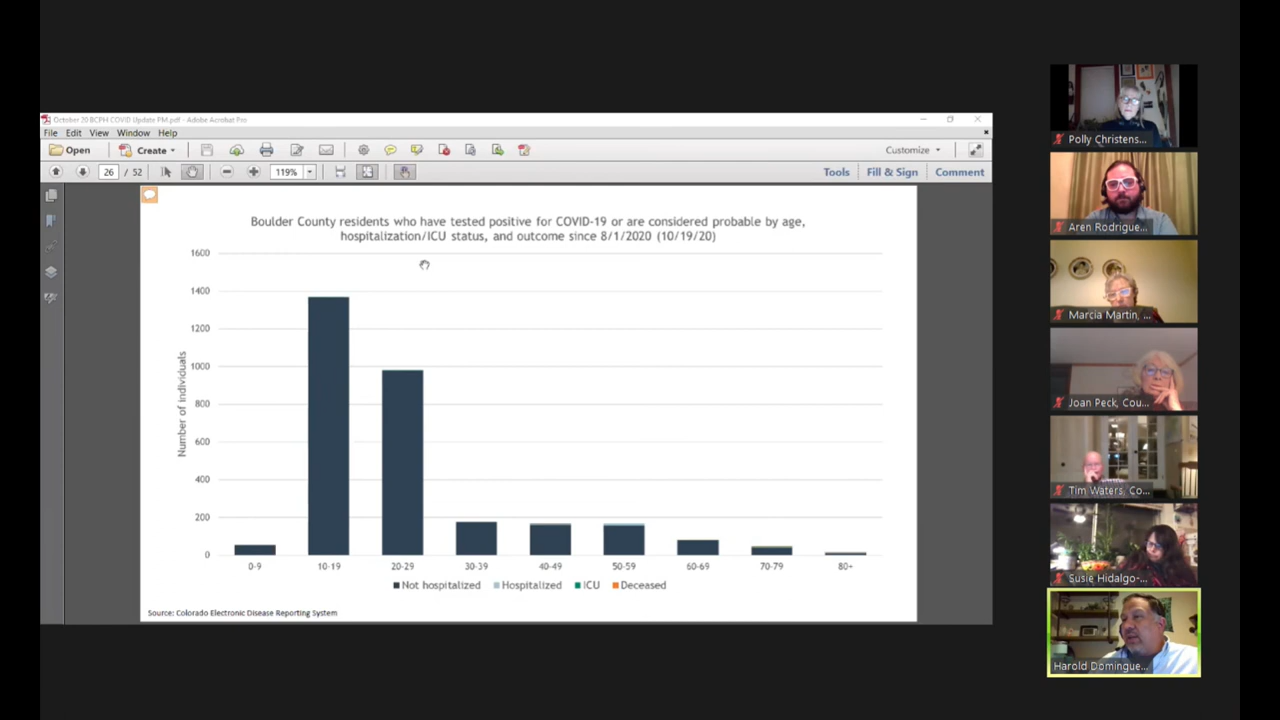 October 20 BCPH COVID Update PM.pdf - Adobe Acrobat Pro
File Edit View Window Help
Open Create Customize
26 / 52 119% Tools Fill & Sign Comment
Boulder County residents who have tested positive for COVID-19 or are considered probable by age,
hospitalization/ICU status, and outcome since 8/1/2020 (10/19/20)
Number of individuals
1600
1400
1200
1000
800
600
400
200
0
0-9 10-19 20-29 30-39 40-49 50-59 60-69 70-79 80+
Not hospitalized Hospitalized ICU Deceased
Source: Colorado Electronic Disease Reporting System
Polly Christens...
Aren Rodrigue...
Marcia Martin, ...
Joan Peck, Cou...
Tim Waters, Co...
Susie Hidalgo-...
Harold Domingue...